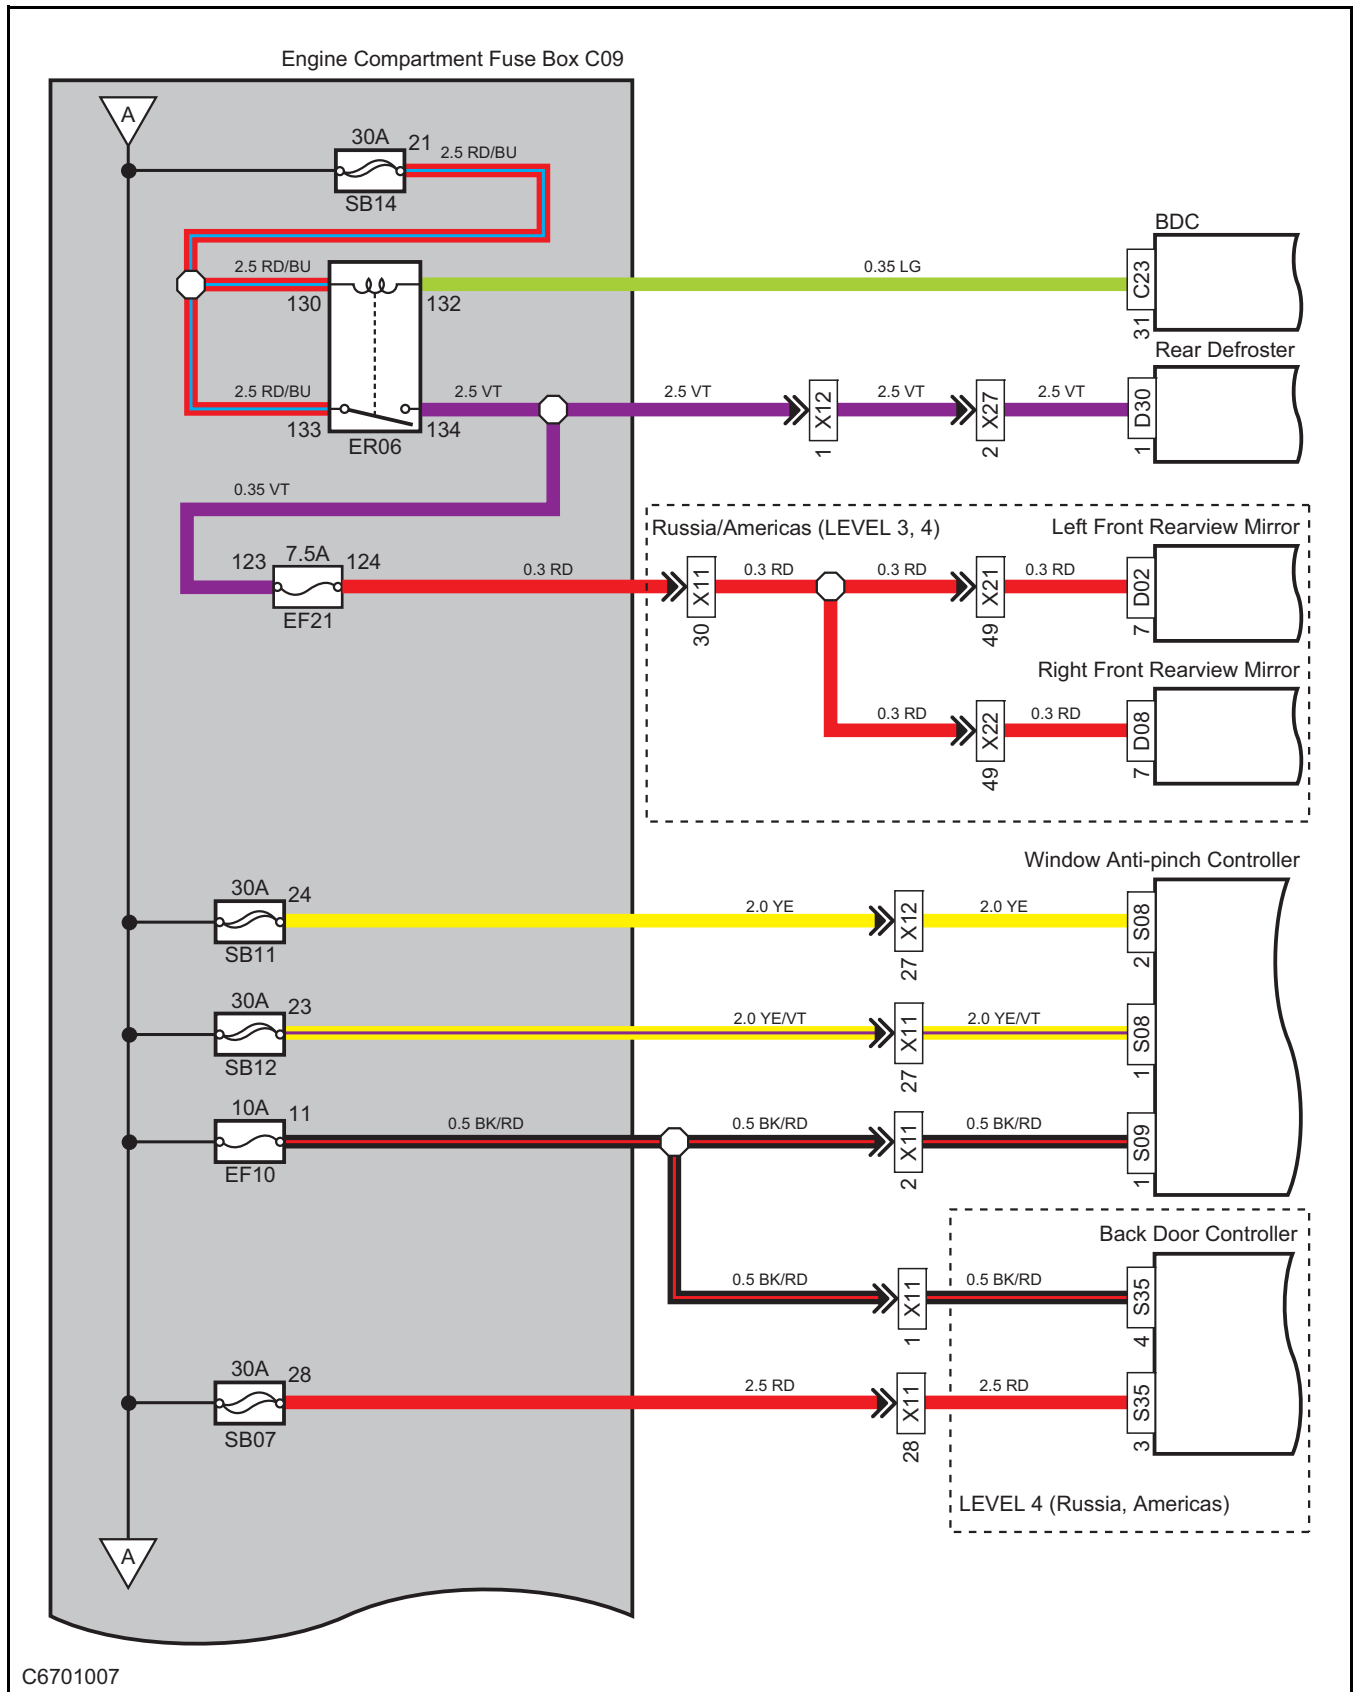 Engine Compartment Fuse Box C09
A
30A
21
2.5 RD/BU
SB14
BDC
2.5 RD/BU
0.35 LG
C23
130
132
31
Rear Defroster
2.5 RD/BU
2.5 VT
2.5 VT
X12
2.5 VT
X27
2.5 VT
D30
133
134
1
2
1
ER06
0.35 VT
Russia/Americas (LEVEL 3, 4)
Left Front Rearview Mirror
7.5A
123
124
0.3 RD
X11
0.3 RD
0.3 RD
X21
0.3 RD
D02
EF21
30
49
7
Right Front Rearview Mirror
0.3 RD
X22
0.3 RD
D08
49
7
Window Anti-pinch Controller
30A
24
2.0 YE
X12
2.0 YE
S08
SB11
27
2
30A
23
2.0 YE/VT
X11
2.0 YE/VT
S08
SB12
27
1
10A
11
0.5 BK/RD
0.5 BK/RD
X11
0.5 BK/RD
S09
EF10
2
1
Back Door Controller
0.5 BK/RD
X11
0.5 BK/RD
S35
1
4
30A
28
2.5 RD
X11
2.5 RD
S35
SB07
28
3
LEVEL 4 (Russia, Americas)
A
C6701007